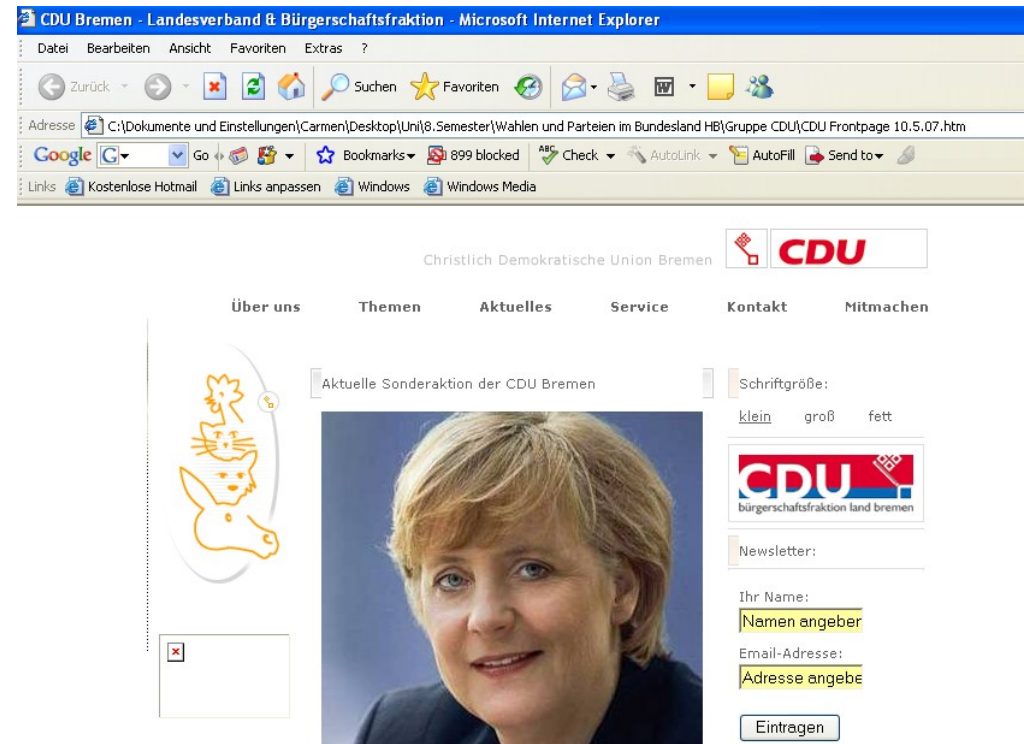 CDU Bremen - Landesverband & Bürgerschaftsfraktion - Microsoft Internet Explorer
Datei Bearbeiten Ansicht Favoriten Extras ?
Zurück Suchen Favoriten
Adresse C:\Dokumente und Einstellungen\Carmen\Desktop\Uni\8.Semester\Wahlen und Parteien im Bundesland HB\Gruppe CDU\CDU Frontpage 10.5.07.htm
Google G Go Bookmarks 899 blocked ABC Check AutoLink AutoFill Send to
Links Kostenlose Hotmail Links anpassen Windows Windows Media
Christlich Demokratische Union Bremen CDU
Über uns Themen Aktuelles Service Kontakt Mitmachen
Aktuelle Sonderaktion der CDU Bremen
Schriftgröße:
klein groß fett
CDU
bürgerschaftsfraktion land bremen
Newsletter:
Ihr Name:
Namen angeber
Email-Adresse:
Adresse angebe
Eintragen